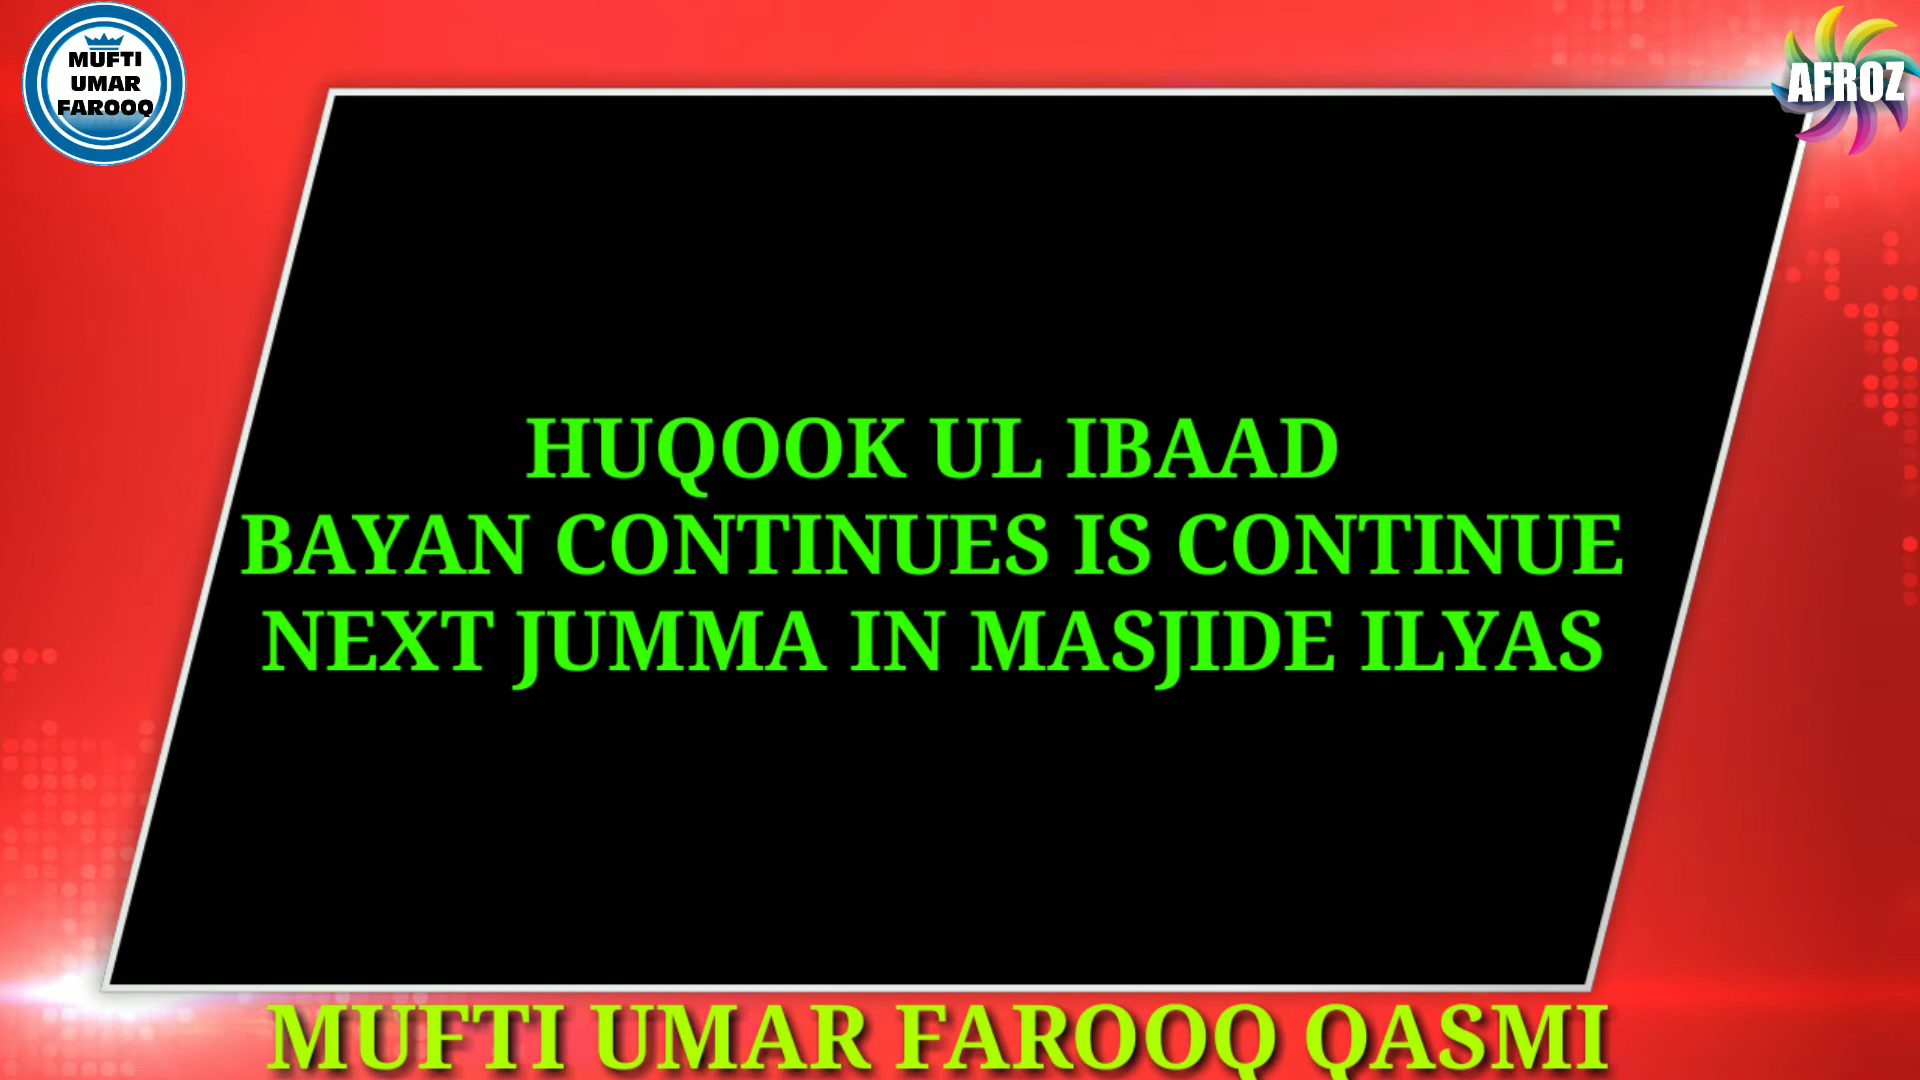 MUFTI
UMAR
FAROOQ
AFROZ
HUQOOK UL IBAAD
BAYAN CONTINUES IS CONTINUE
NEXT JUMMA IN MASJIDE ILYAS
MUFTI UMAR FAROOQ QASMI